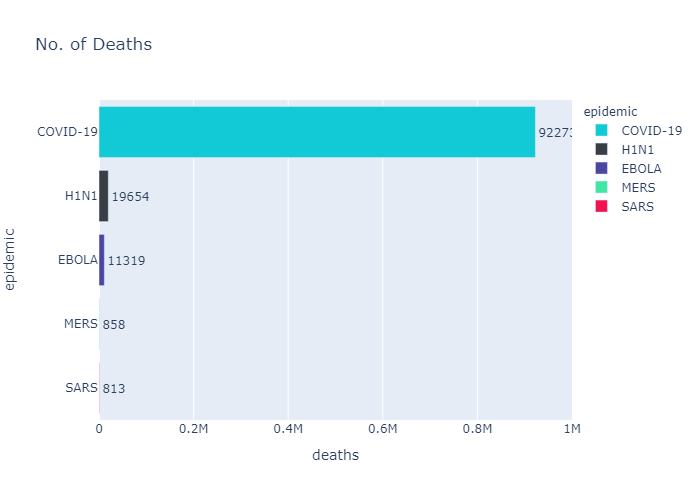 No. of Deaths
COVID-19
92273
H1N1
19654
EBOLA
11319
MERS
858
SARS
813
0
0.2M
0.4M
0.6M
0.8M
1M
deaths
epidemic
epidemic
COVID-19
H1N1
EBOLA
MERS
SARS